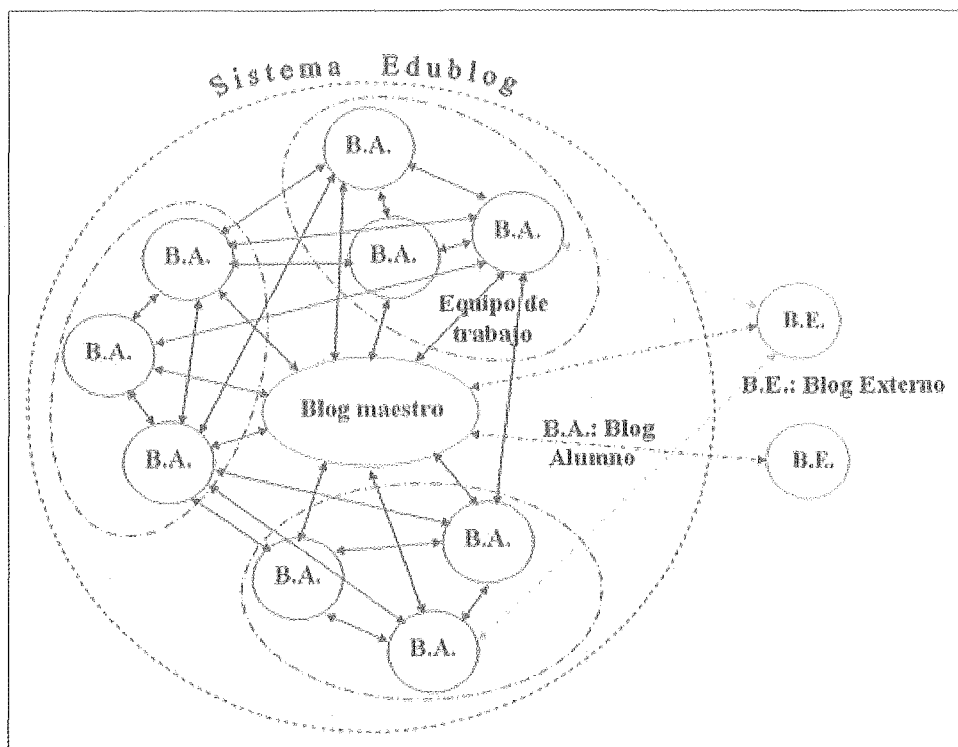 Sistema Edublog
B.A.
B.A.
B.A.
B.A.
Equipo de
trabajo
B.A.
B.E.
B.E.: Blog Externo
Blog maestro
B.A.: Blog
Alumno
B.A.
B.E.
B.A.
B.A.
B.A.